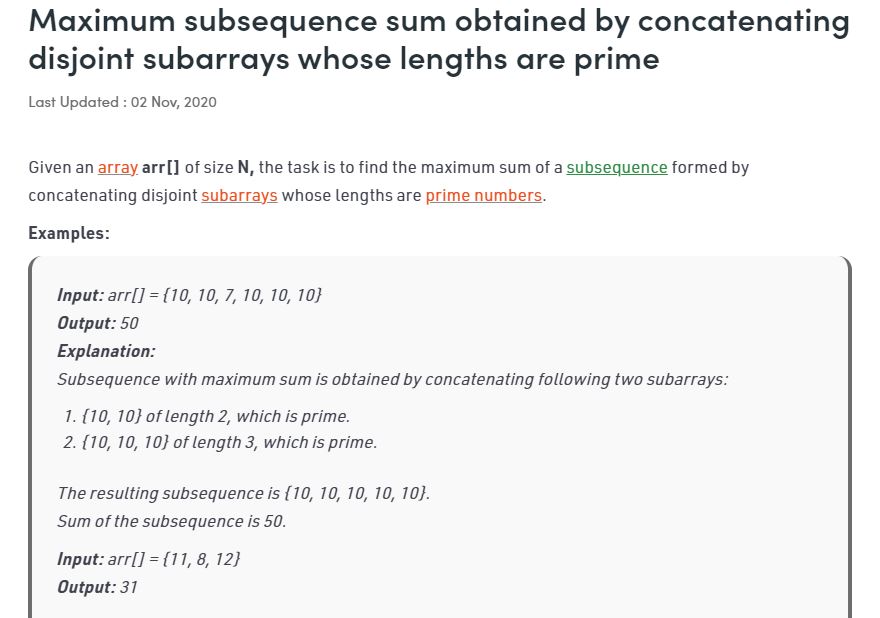 Maximum subsequence sum obtained by concatenating
disjoint subarrays whose lengths are prime
Last Updated : 02 Nov, 2020
Given an array arr[] of size N, the task is to find the maximum sum of a subsequence formed by
concatenating disjoint subarrays whose lengths are prime numbers.
Examples:
Input: arr[] = {10, 10, 7, 10, 10, 10}
Output: 50
Explanation:
Subsequence with maximum sum is obtained by concatenating following two subarrays:
1. {10, 10} of length 2, which is prime.
2. {10, 10, 10} of length 3, which is prime.
The resulting subsequence is {10, 10, 10, 10, 10}.
Sum of the subsequence is 50.
Input: arr[] = {11, 8, 12}
Output: 31